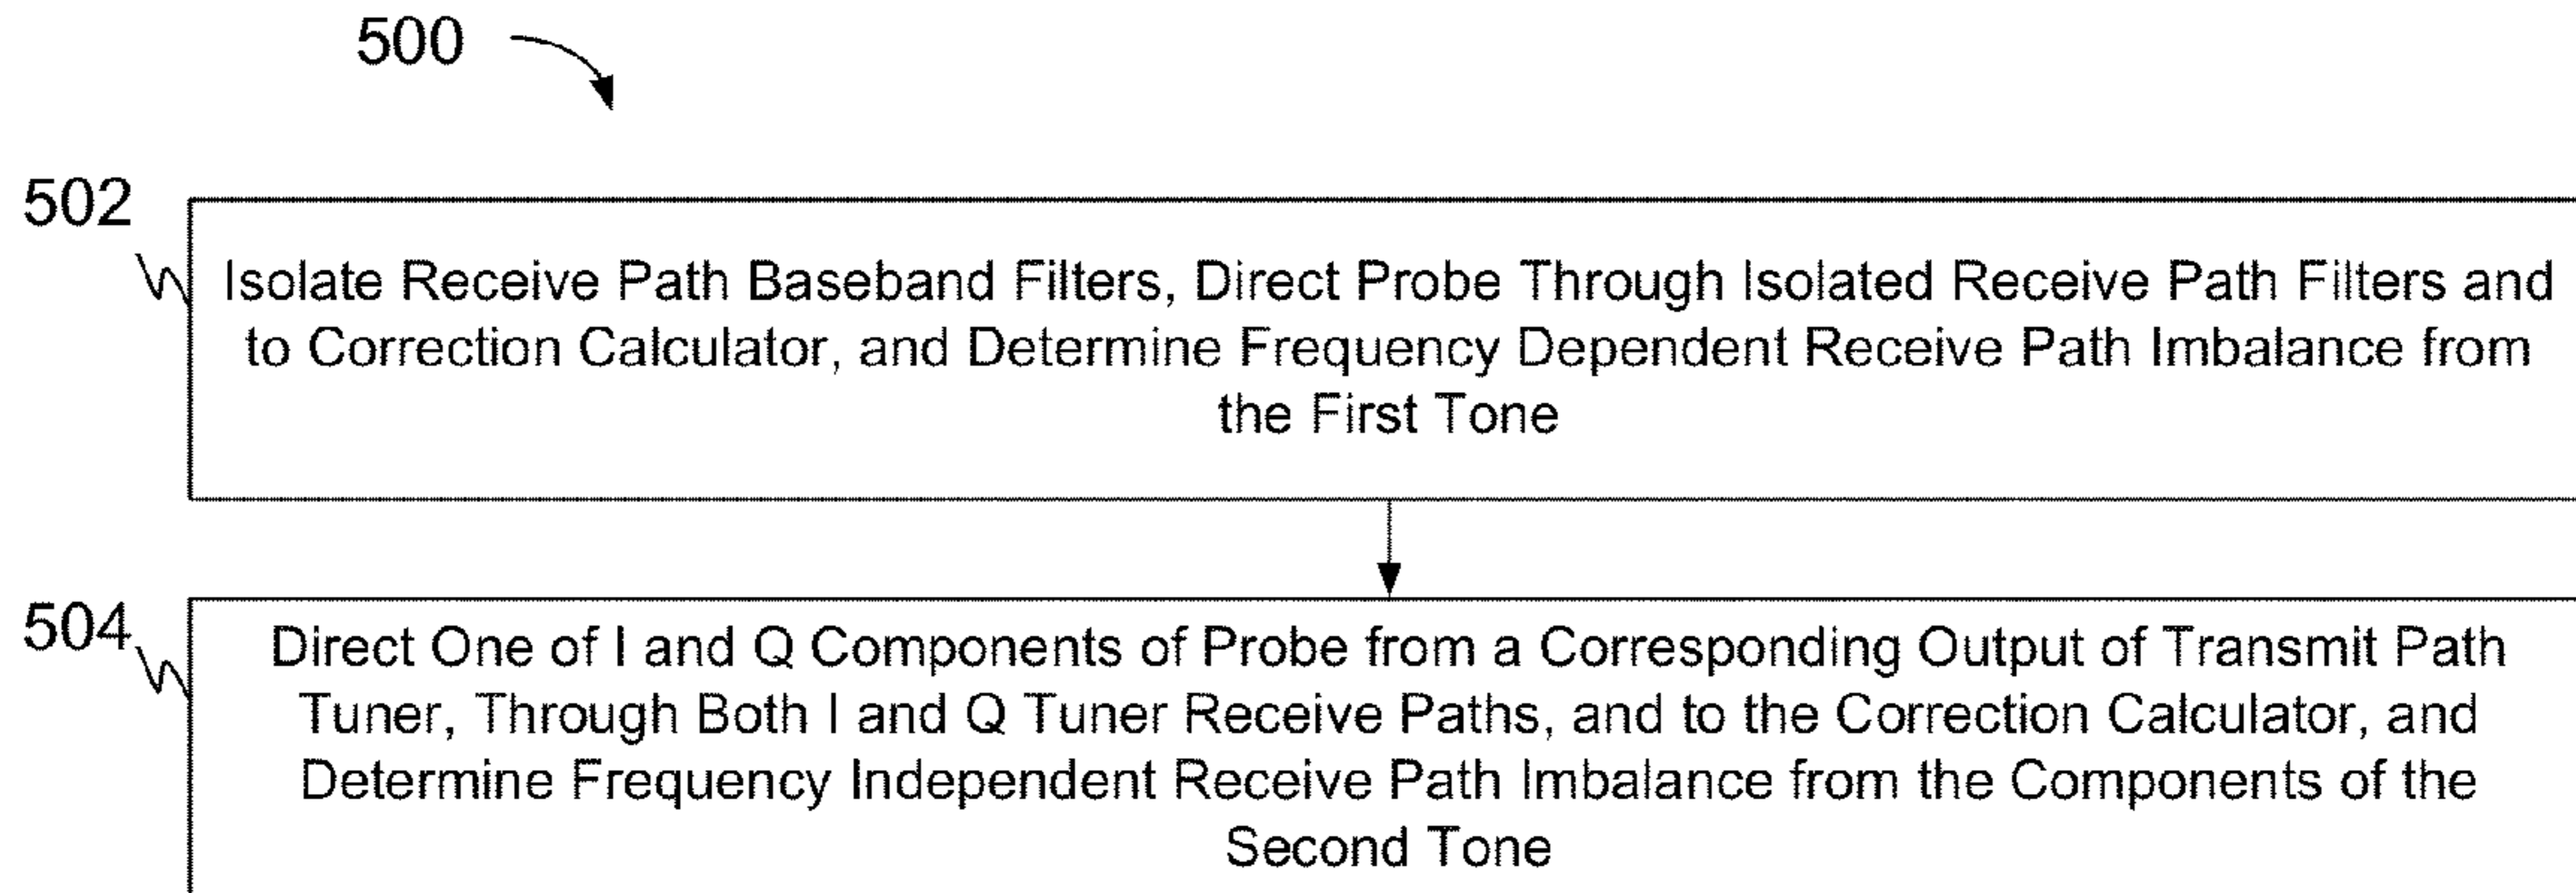 500
502
Isolate Receive Path Baseband Filters, Direct Probe Through Isolated Receive Path Filters and
to Correction Calculator, and Determine Frequency Dependent Receive Path Imbalance from
the First Tone
504
Direct One of I and Q Components of Probe from a Corresponding Output of Transmit Path
Tuner, Through Both I and Q Tuner Receive Paths, and to the Correction Calculator, and
Determine Frequency Independent Receive Path Imbalance from the Components of the
Second Tone